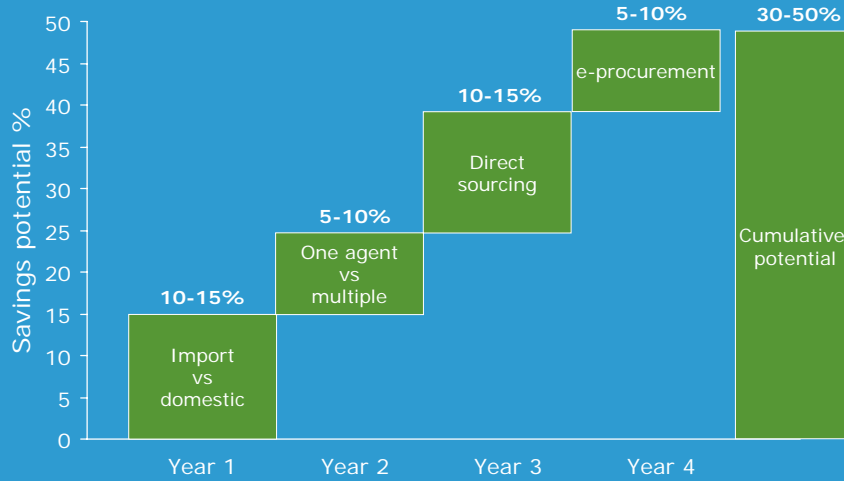 Savings potential %
50
45
40
35
30
25
20
15
10
5
0
10-15%
Import
vs
domestic
5-10%
One agent
vs
multiple
10-15%
Direct
sourcing
5-10%
e-procurement
30-50%
Cumulative
potential
Year 1
Year 2
Year 3
Year 4